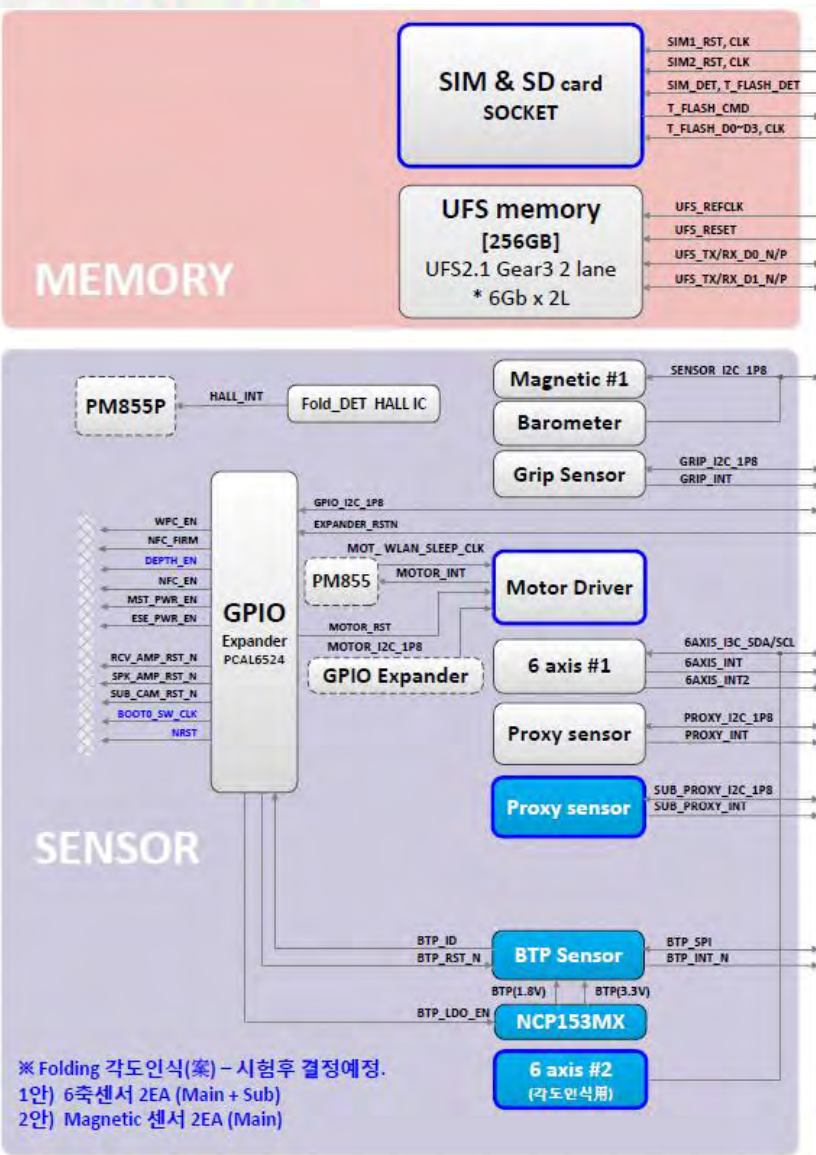 SIM & SD card
SOCKET
SIM1_RST, CLK
SIM2_RST, CLK
SIM_DET, T_FLASH_DET
T_FLASH_CMD
T_FLASH_D0~D3, CLK
UFS memory
[256GB]
UFS2.1 Gear3 2 lane
* 6Gb x 2L
UFS_REFCLK
UFS_RESET
UFS_TX/RX_D0_N/P
UFS_TX/RX_D1_N/P
MEMORY
PM855P
HALL_INT
Fold_DET HALL IC
Magnetic #1
SENSOR I2C 1P8
Barometer
Grip Sensor
GRIP_I2C_1P8
GRIP_INT
GPIO_I2C_1P8
EXPANDER_RSTN
WPC_EN
NFC_FIRM
DEPTH_EN
NFC_EN
MST_PWR_EN
ESE_PWR_EN
RCV_AMP_RST_N
SPK_AMP_RST_N
SUB_CAM_RST_N
BOOT0_SW_CLK
NRST
GPIO
Expander
PCAL6524
MOT_ WLAN_SLEEP_CLK
PM855
MOTOR_INT
Motor Driver
MOTOR_RST
MOTOR_I2C_1P8
GPIO Expander
6 axis #1
6AXIS_I3C_SDA/SCL
6AXIS_INT
6AXIS_INT2
Proxy sensor
PROXY_I2C_1P8
PROXY_INT
Proxy sensor
SUB_PROXY_I2C_1P8
SUB_PROXY_INT
SENSOR
BTP_ID
BTP_RST_N
BTP Sensor
BTP_SPI
BTP_INT_N
BTP(1.8V)
BTP(3.3V)
BTP_LDO_EN
NCP153MX
6 axis #2
(각도인식用)
※ Folding 각도인식(案) – 시험후 결정예정.
1안) 6축센서 2EA (Main + Sub)
2안) Magnetic 센서 2EA (Main)